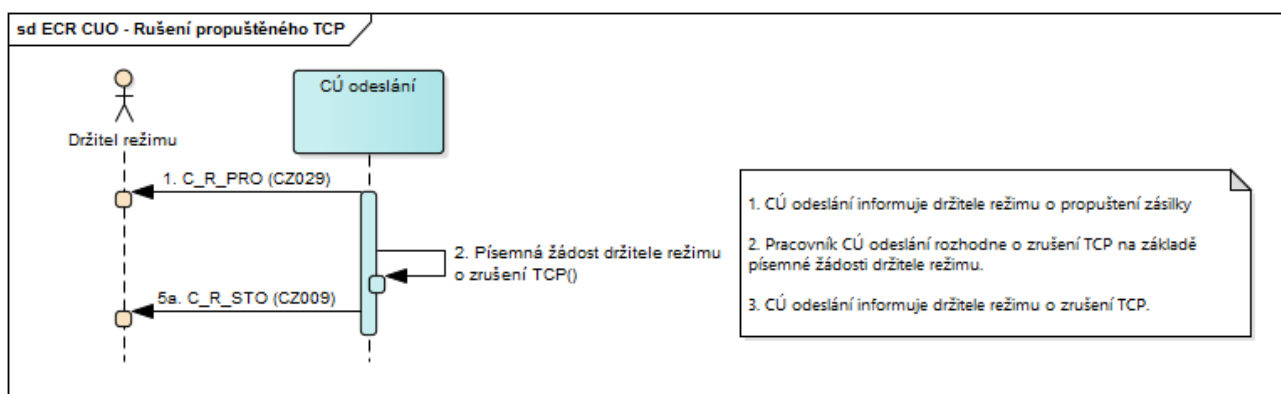 sd ECR CUO - Rušení propuštěného TCP
CÚ odeslání
Držitel režimu
1. C_R_PRO (CZ029)
2. Písemná žádost držitele režimu
o zrušení TCP()
5a. C_R_STO (CZ009)
1. CÚ odeslání informuje držitele režimu o propuštení zásilky
2. Pracovník CÚ odeslání rozhodne o zrušení TCP na základě
písemné žádosti držitele režimu.
3. CÚ odeslání informuje držitele režimu o zrušení TCP.